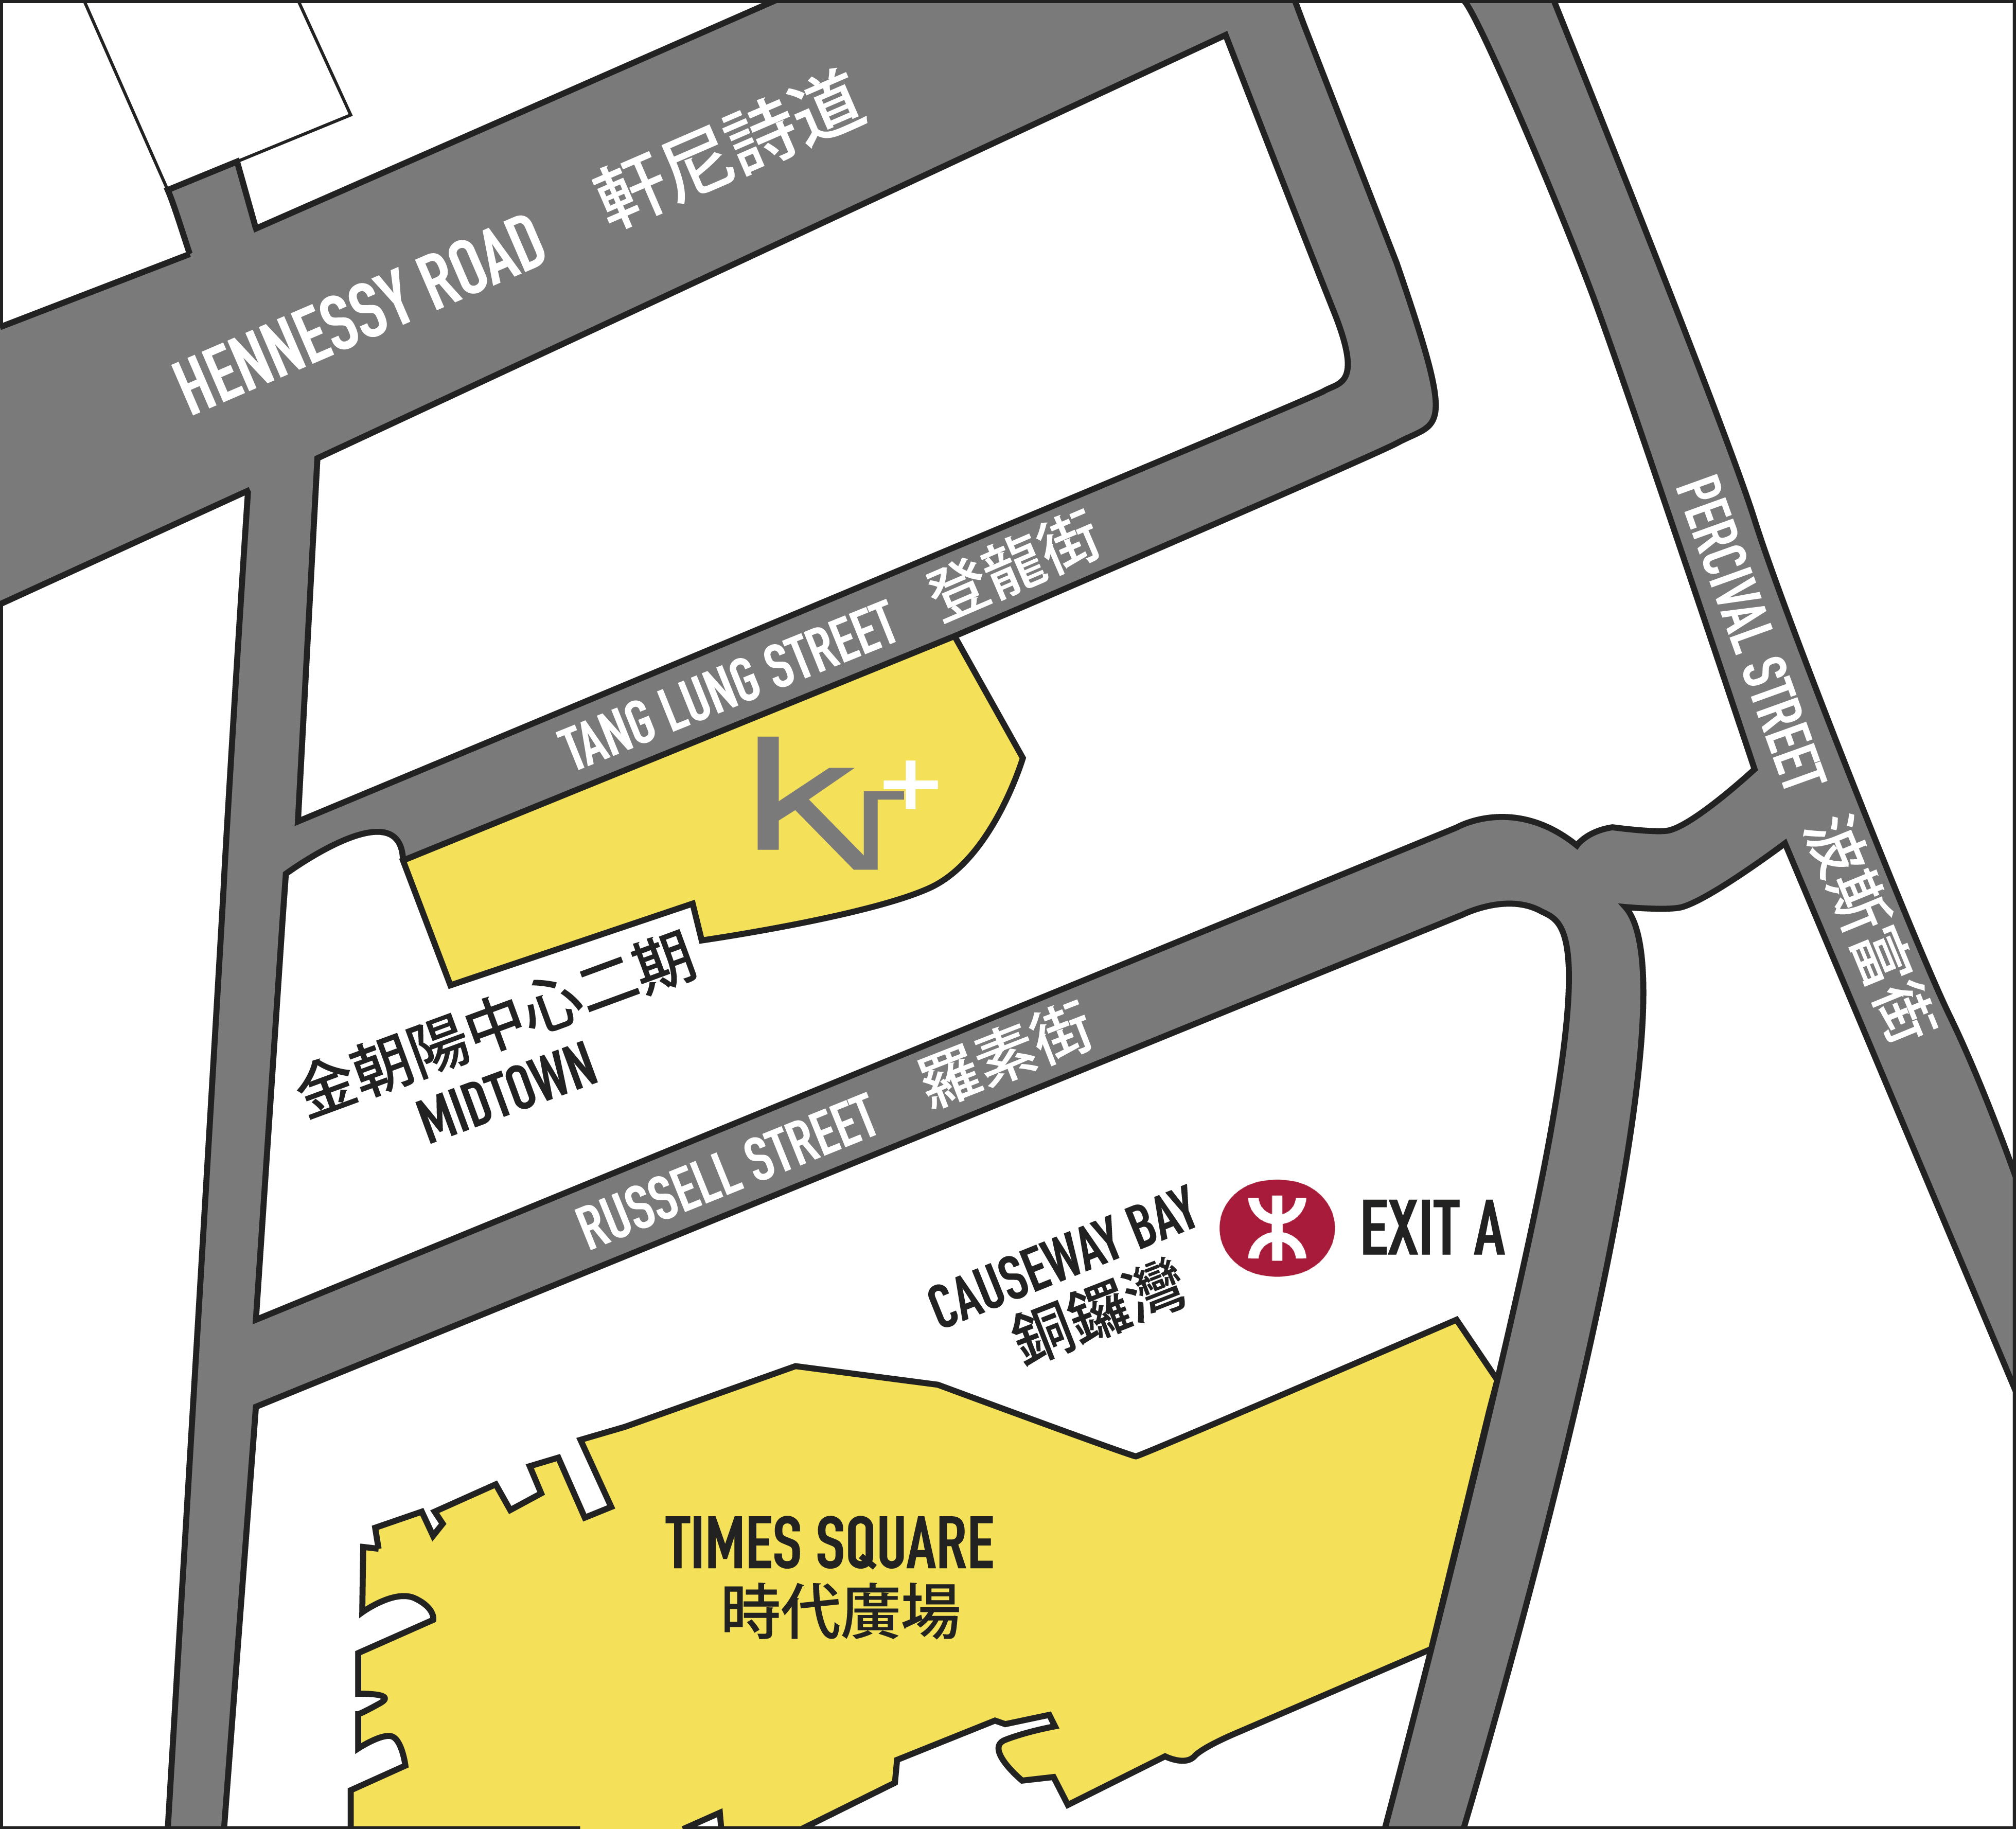 HENNESSY ROAD 軒尼詩道
TANG LUNG STREET 登龍街
PERCIVAL STREET 波斯富街
kr+
金朝陽中心二期
MIDTOWN
RUSSELL STREET 羅素街
CAUSEWAY BAY
銅鑼灣
EXIT A
TIMES SQUARE
時代廣場